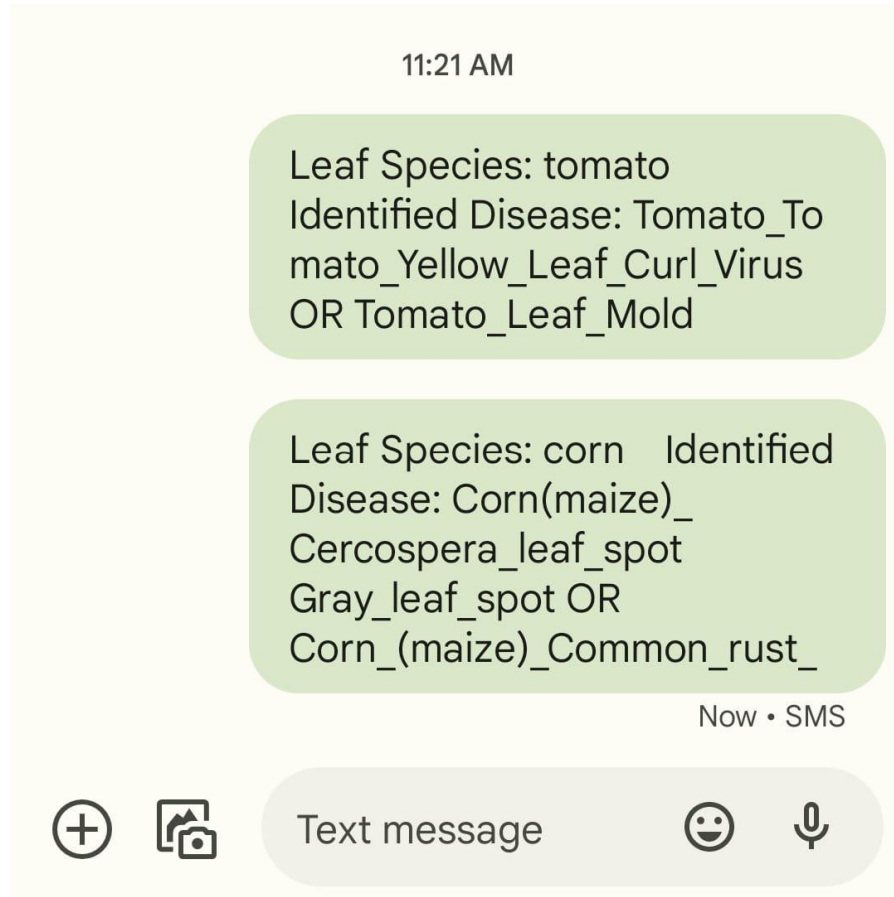 11:21 AM
Leaf Species: tomato
Identified Disease: Tomato_To
mato_Yellow_Leaf_Curl_Virus
OR Tomato_Leaf_Mold
Leaf Species: corn    Identified
Disease: Corn(maize)_
Cercospera_leaf_spot
Gray_leaf_spot OR
Corn_(maize)_Common_rust_
Now • SMS
Text message